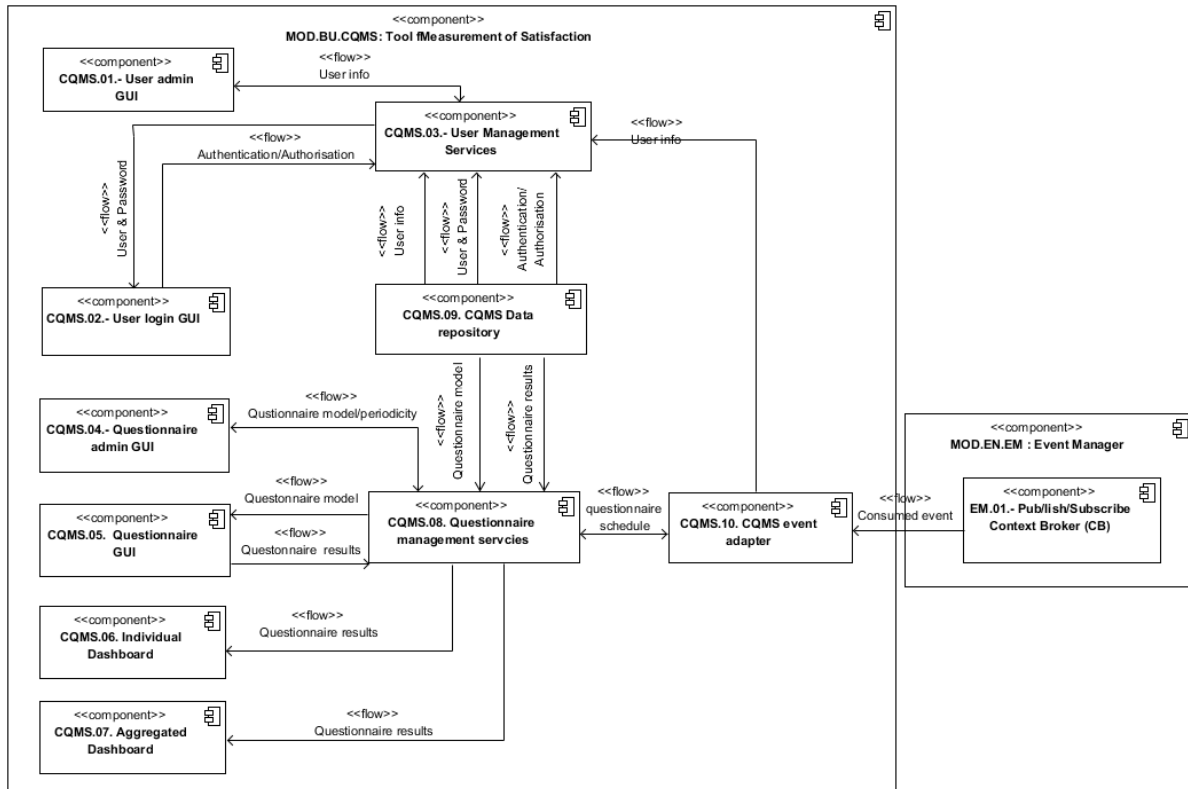 <<component>>
MOD.BU.CQMS: Tool fMeasurement of Satisfaction
<<component>>
CQMS.01.- User admin
GUI
<<flow>>
User info
<<component>>
CQMS.03.- User Management
Services
<<flow>>
User info
<<flow>>
Authentication/Authorisation
<<flow>>
User & Password
<<flow>>
User info
<<flow>>
User & Password
<<flow>>
Authentication/
Authorisation
<<component>>
CQMS.02.- User login GUI
<<component>>
CQMS.09. CQMS Data
repository
<<flow>>
Questionnaire model
<<flow>>
Questionnaire results
<<component>>
CQMS.04.- Questionnaire
admin GUI
<<flow>>
Qustionnaire model/periodicity
<<component>>
MOD.EN.EM : Event Manager
<<component>>
EM.01.- Pub/lish/Subscribe
Context Broker (CB)
<<flow>>
Consumed event
<<component>>
CQMS.05. Questionnaire
GUI
<<flow>>
Questonnaire model
<<flow>>
Questonnaire results
<<component>>
CQMS.08. Questionnaire
management servcies
<<flow>>
questionnaire
schedule
<<component>>
CQMS.10. CQMS event
adapter
<<component>>
CQMS.06. Individual
Dashboard
<<flow>>
Questionnaire results
<<component>>
CQMS.07. Aggregated
Dashboard
<<flow>>
Questionnaire results